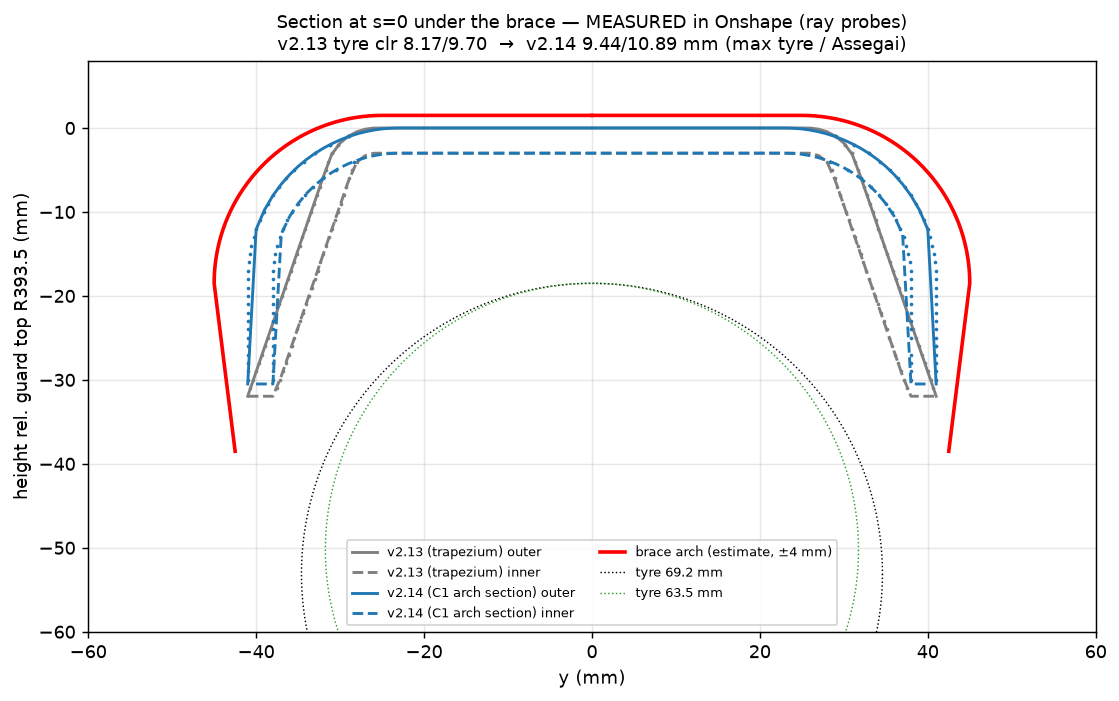 Section at s=0 under the brace — MEASURED in Onshape (ray probes)
v2.13 tyre clr 8.17/9.70 → v2.14 9.44/10.89 mm (max tyre / Assegai)
height rel. guard top R393.5 (mm)
0
−10
−20
−30
−40
−50
−60
v2.13 (trapezium) outer
v2.13 (trapezium) inner
v2.14 (C1 arch section) outer
v2.14 (C1 arch section) inner
brace arch (estimate, ±4 mm)
tyre 69.2 mm
tyre 63.5 mm
−60
−40
−20
0
20
40
60
y (mm)